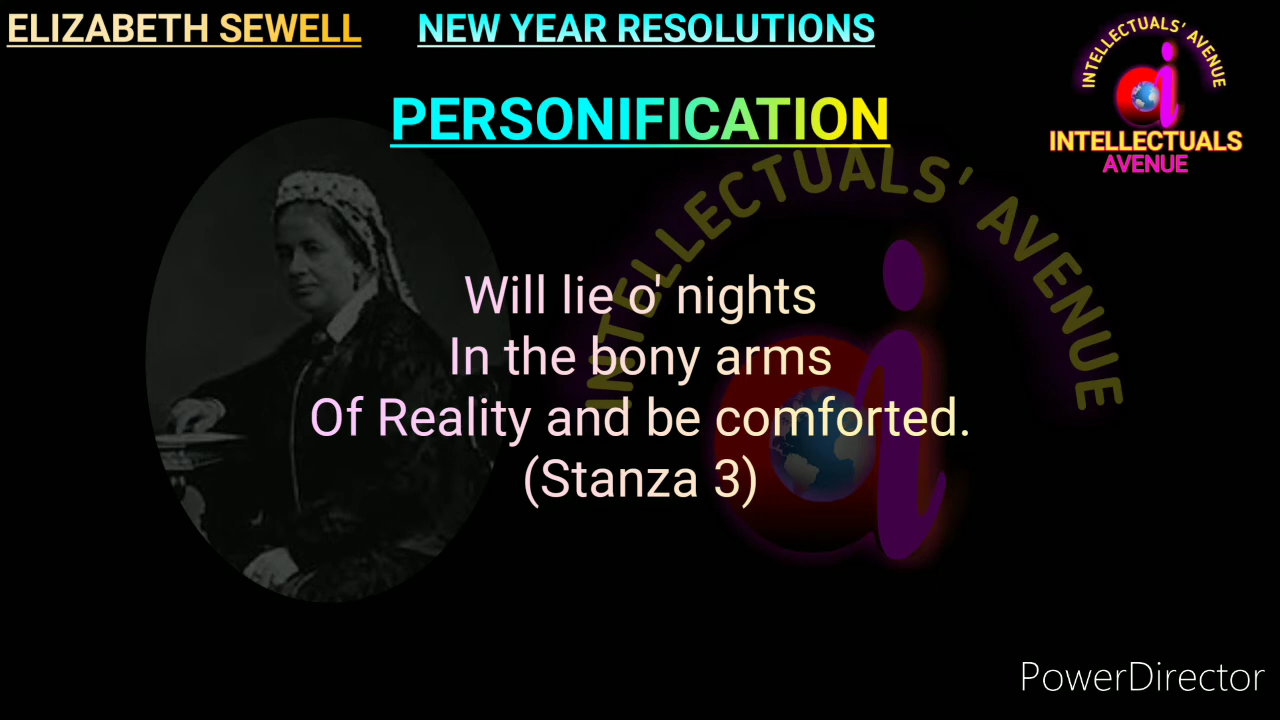 ELIZABETH SEWELL
NEW YEAR RESOLUTIONS
INTELLECTUALS' AVENUE
i
INTELLECTUALS
AVENUE
PERSONIFICATION
INTELLECTUALS' AVENUE
i
Will lie o' nights
In the bony arms
Of Reality and be comforted.
(Stanza 3)
PowerDirector